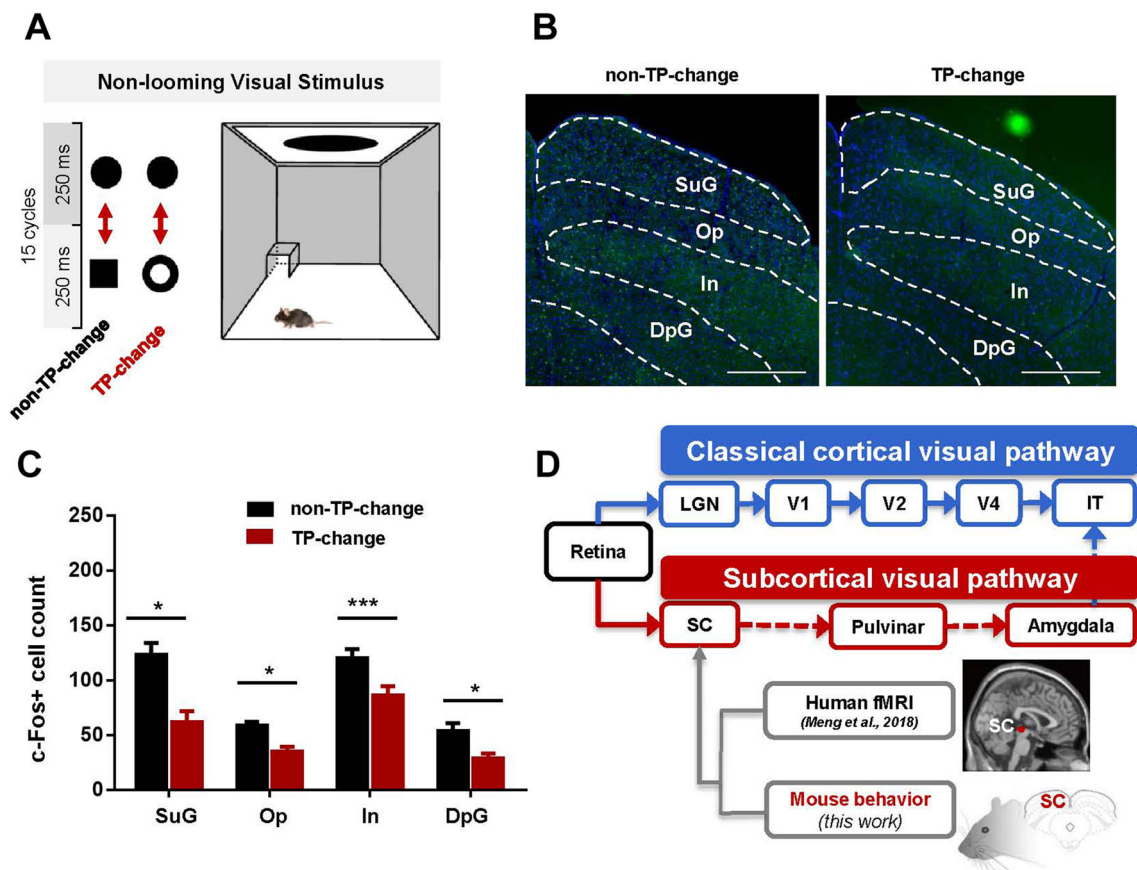 A
Non-looming Visual Stimulus
15 cycles
250 ms
250 ms
non-TP-change
TP-change
B
non-TP-change
TP-change
SuG
Op
In
DpG
SuG
Op
In
DpG
C
non-TP-change
TP-change
c-Fos+ cell count
250
200
150
100
50
0
*
*
***
*
SuG
Op
In
DpG
D
Classical cortical visual pathway
LGN
V1
V2
V4
IT
Retina
Subcortical visual pathway
SC
Pulvinar
Amygdala
Human fMRI
(Meng et al., 2018)
SC
Mouse behavior
(this work)
SC